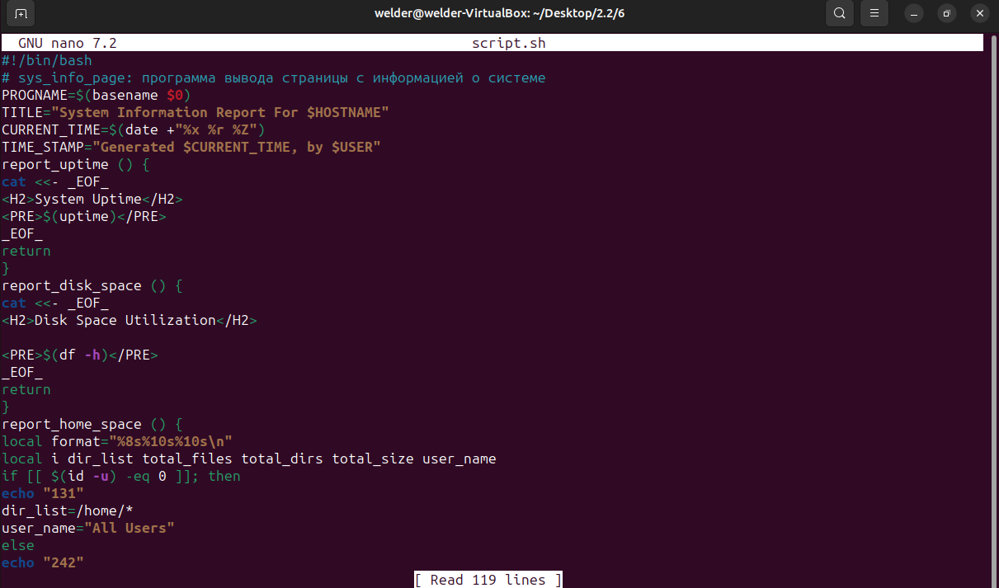 welder@welder-VirtualBox: ~/Desktop/2.2/6
GNU nano 7.2 script.sh
#!/bin/bash
# sys_info_page: программа вывода страницы с информацией о системе
PROGNAME=$(basename $0)
TITLE="System Information Report For $HOSTNAME"
CURRENT_TIME=$(date +"%x %r %Z")
TIME_STAMP="Generated $CURRENT_TIME, by $USER"
report_uptime () {
cat <<- _EOF_
<H2>System Uptime</H2>
<PRE>$(uptime)</PRE>
_EOF_
return
}
report_disk_space () {
cat <<- _EOF_
<H2>Disk Space Utilization</H2>
<PRE>$(df -h)</PRE>
_EOF_
return
}
report_home_space () {
local format="%8s%10s%10s\n"
local i dir_list total_files total_dirs total_size user_name
if [[ $(id -u) -eq 0 ]]; then
echo "131"
dir_list=/home/*
user_name="All Users"
else
echo "242"
[ Read 119 lines ]